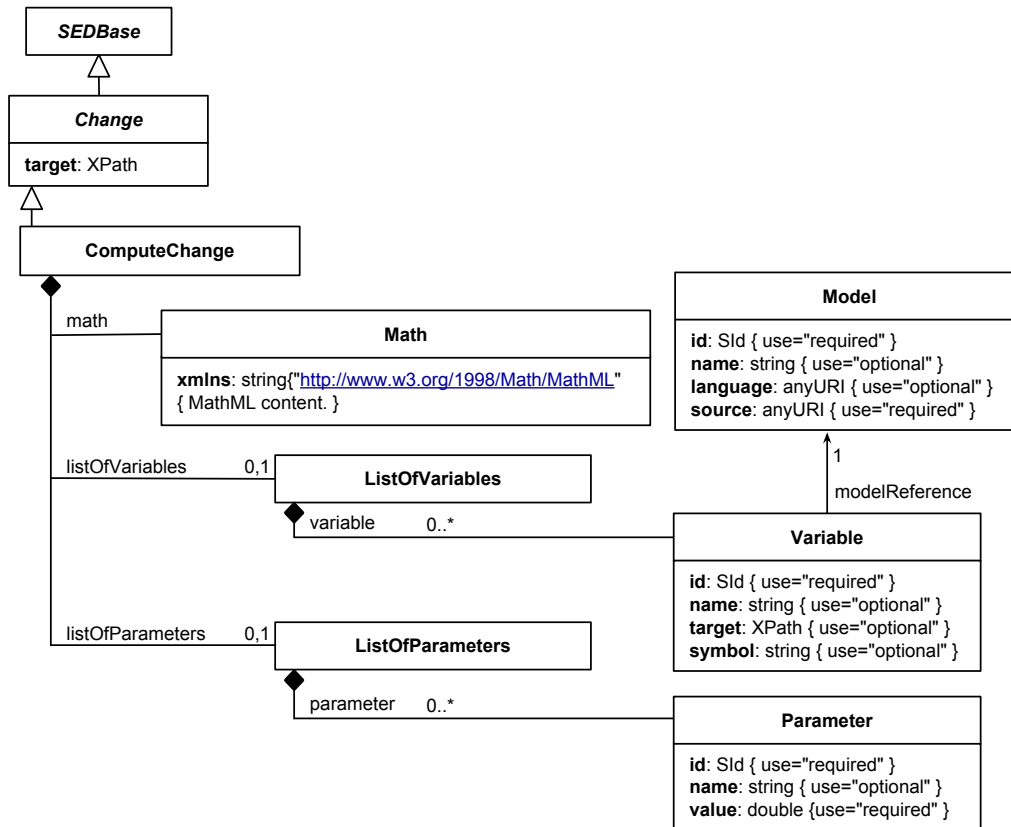 SEDBase
Change
target: XPath
ComputeChange
math
Math
xmlns: string{"http://www.w3.org/1998/Math/MathML"
{ MathML content. }
Model
id: SId { use="required" }
name: string { use="optional" }
language: anyURI { use="optional" }
source: anyURI { use="required" }
1
modelReference
listOfVariables 0,1
ListOfVariables
variable 0..*
Variable
id: SId { use="required" }
name: string { use="optional" }
target: XPath { use="optional" }
symbol: string { use="optional" }
listOfParameters 0,1
ListOfParameters
parameter 0..*
Parameter
id: SId { use="required" }
name: string { use="optional" }
value: double {use="required" }